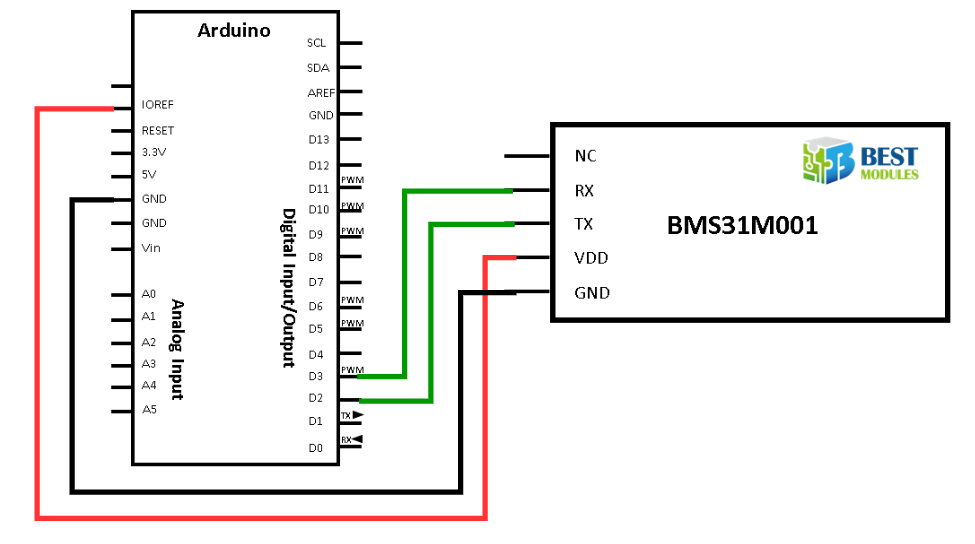 Arduino
SCL
SDA
AREF
GND
D13
D12
PWM
D11
PWM
D10
PWM
D9
D8
D7
PWM
D6
PWM
D5
D4
PWM
D3
D2
TX
D1
RX
D0
IOREF
RESET
3.3V
5V
GND
GND
Vin
A0
A1
A2
A3
A4
A5
Analog Input
Digital Input/Output
NC
RX
TX
VDD
GND
BEST
MODULES
BMS31M001